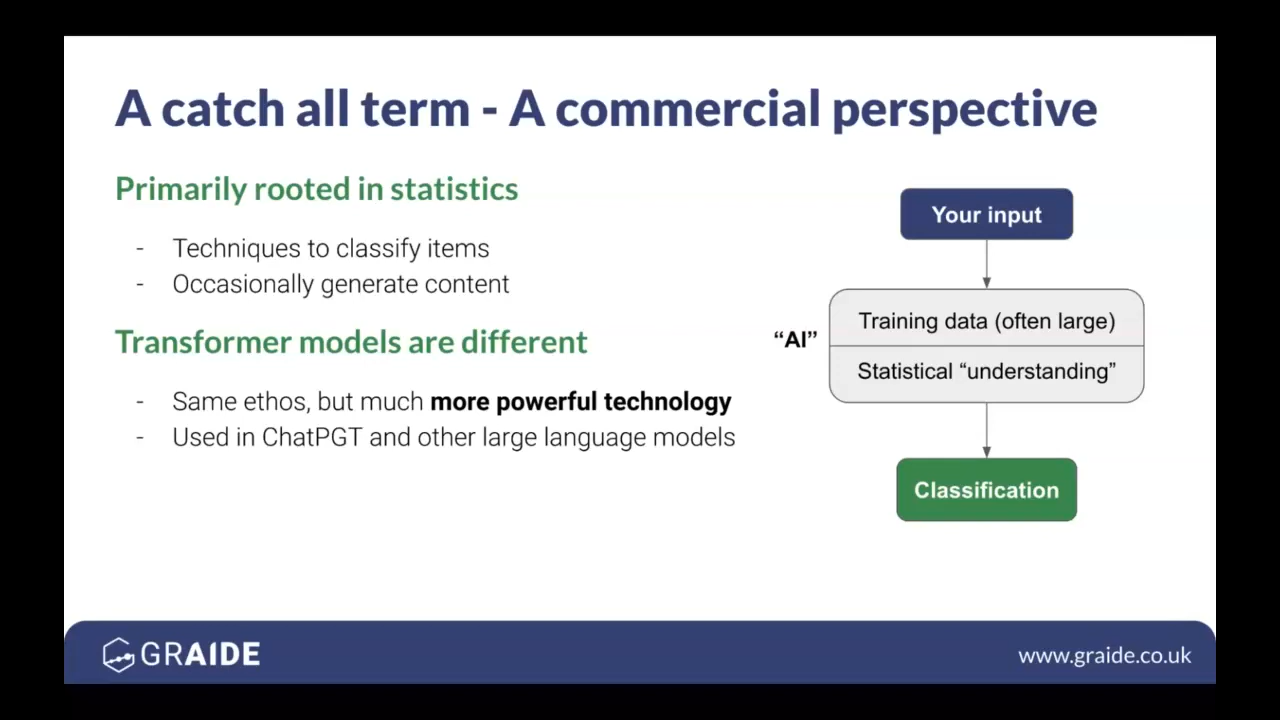 A catch all term - A commercial perspective
Primarily rooted in statistics
- Techniques to classify items
- Occasionally generate content
Transformer models are different
- Same ethos, but much more powerful technology
- Used in ChatPGT and other large language models
Your input
“AI”
Training data (often large)
Statistical “understanding”
Classification
GRAIDE
www.graide.co.uk